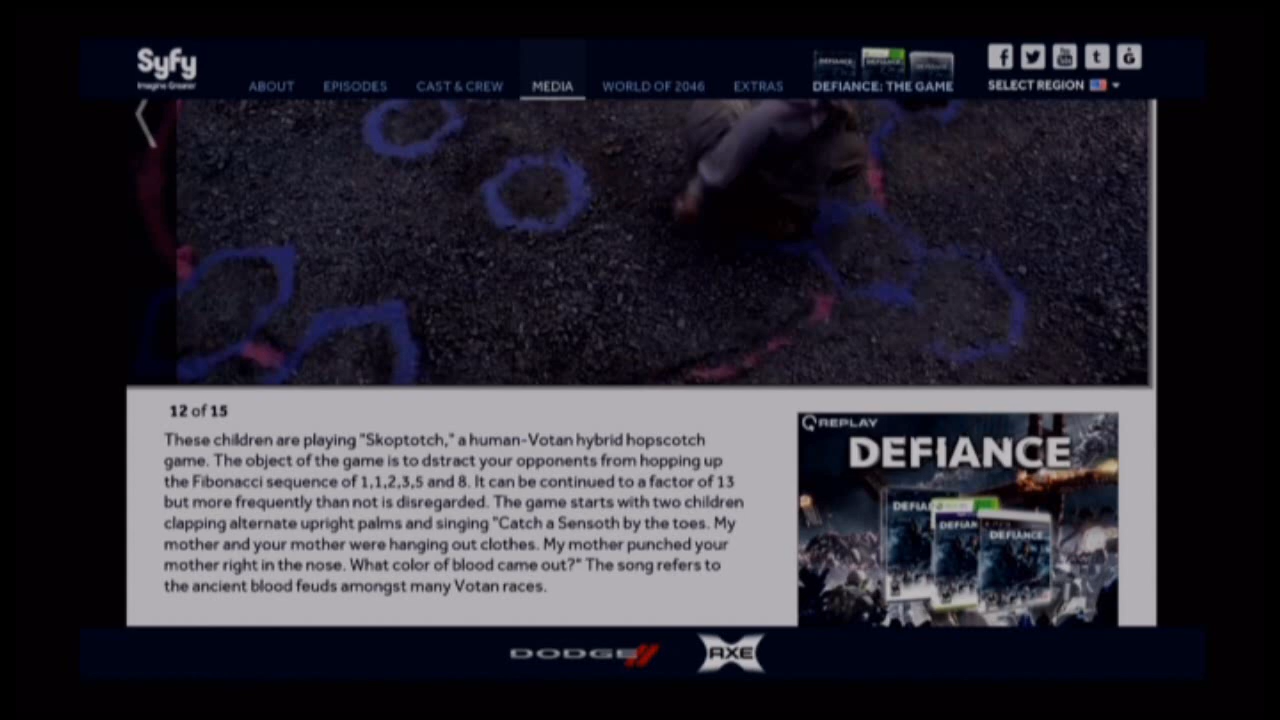 Syfy
Imagine Greater
ABOUT EPISODES CAST & CREW MEDIA WORLD OF 2046 EXTRAS DEFIANCE: THE GAME SELECT REGION
12 of 15
These children are playing "Skoptotch," a human-Votan hybrid hopscotch
game. The object of the game is to dstract your opponents from hopping up
the Fibonacci sequence of 1,1,2,3,5 and 8. It can be continued to a factor of 13
but more frequently than not is disregarded. The game starts with two children
clapping alternate upright palms and singing "Catch a Sensoth by the toes. My
mother and your mother were hanging out clothes. My mother punched your
mother right in the nose. What color of blood came out?" The song refers to
the ancient blood feuds amongst many Votan races.
REPLAY
DEFIANCE
DEFIANCE
DODGE AXE